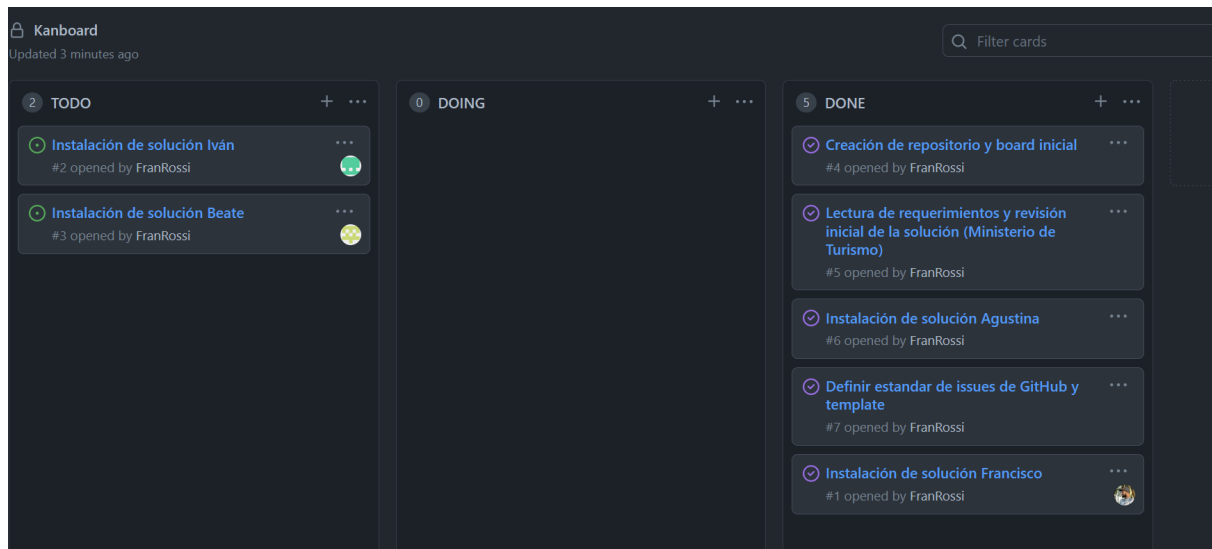 Kanboard
Updated 3 minutes ago
Filter cards
2 TODO
Instalación de solución Iván
#2 opened by FranRossi
Instalación de solución Beate
#3 opened by FranRossi
0 DOING
5 DONE
Creación de repositorio y board inicial
#4 opened by FranRossi
Lectura de requerimientos y revisión
inicial de la solución (Ministerio de
Turismo)
#5 opened by FranRossi
Instalación de solución Agustina
#6 opened by FranRossi
Definir estandar de issues de GitHub y
template
#7 opened by FranRossi
Instalación de solución Francisco
#1 opened by FranRossi